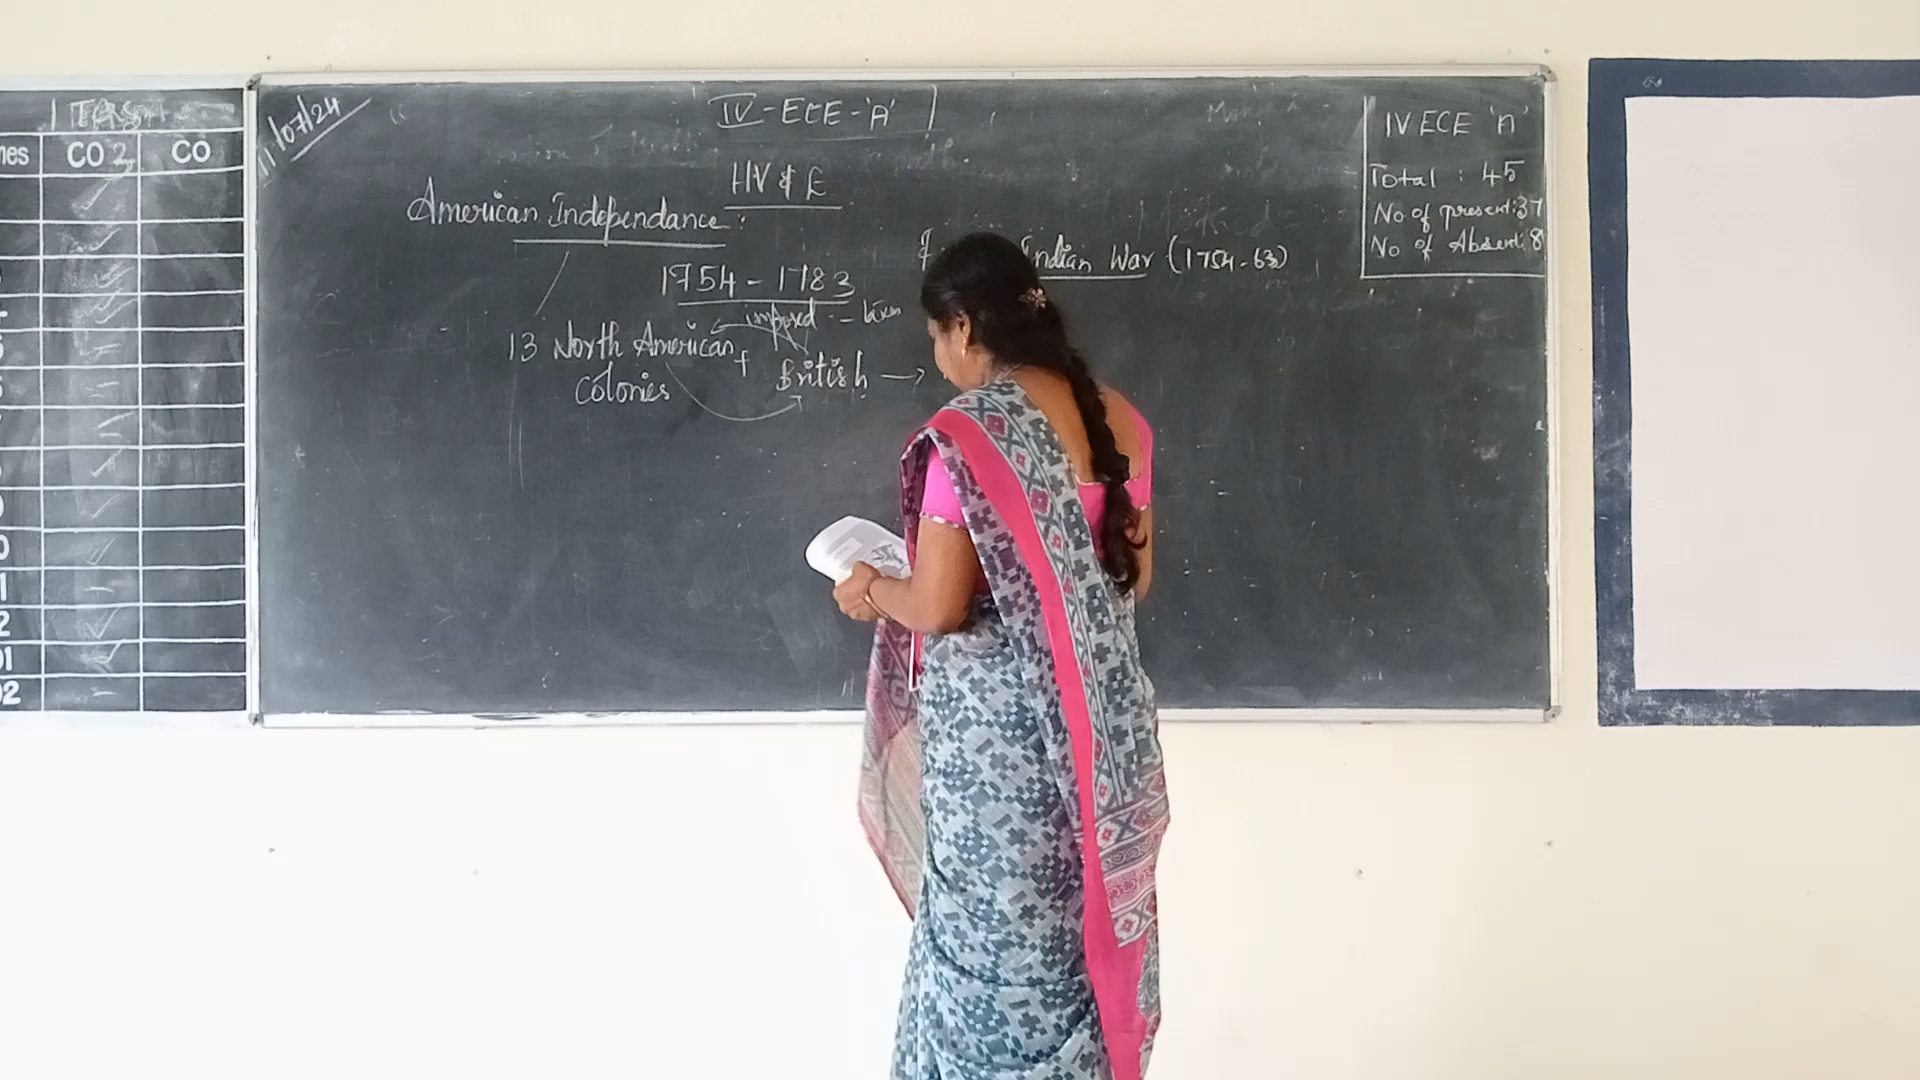 11/07/24
IV-ECE-'A'
HV & E
American Independance:
1754-1783
imposed - taxes
13 North American
colonies
+
British →
Indian War (1754-63)
IV ECE 'A'
Total : 45
No of present: 37
No of Absent: 8
CO 2
CO